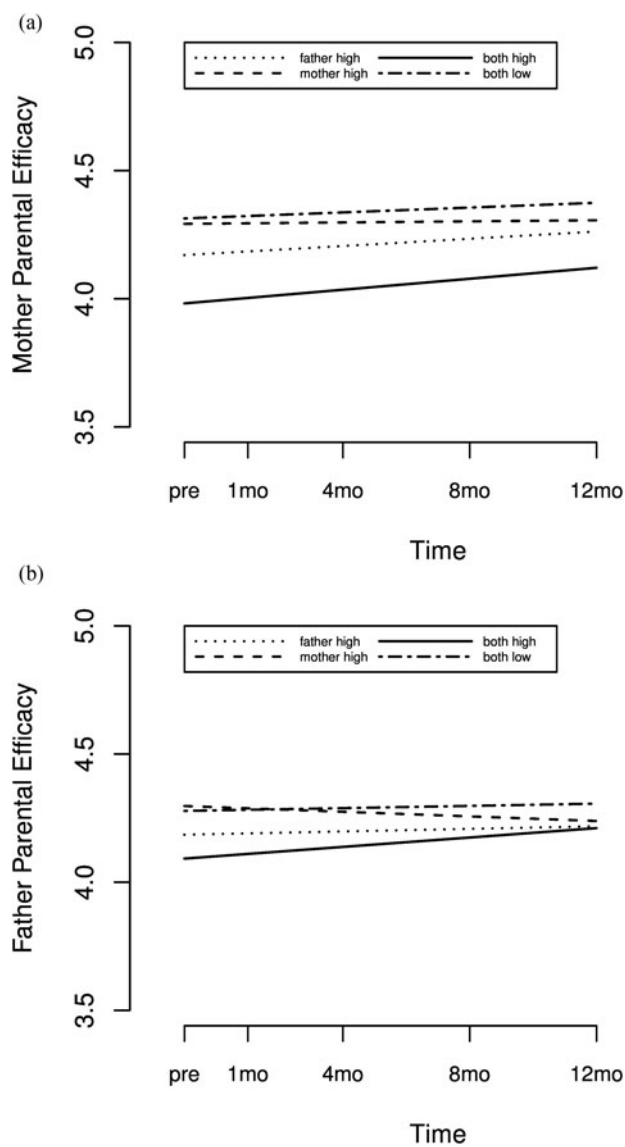 (a)
5.0
4.5
4.0
3.5
Mother Parental Efficacy
father high both high
mother high both low
pre 1mo 4mo 8mo 12mo
Time
(b)
5.0
4.5
4.0
3.5
Father Parental Efficacy
father high both high
mother high both low
pre 1mo 4mo 8mo 12mo
Time